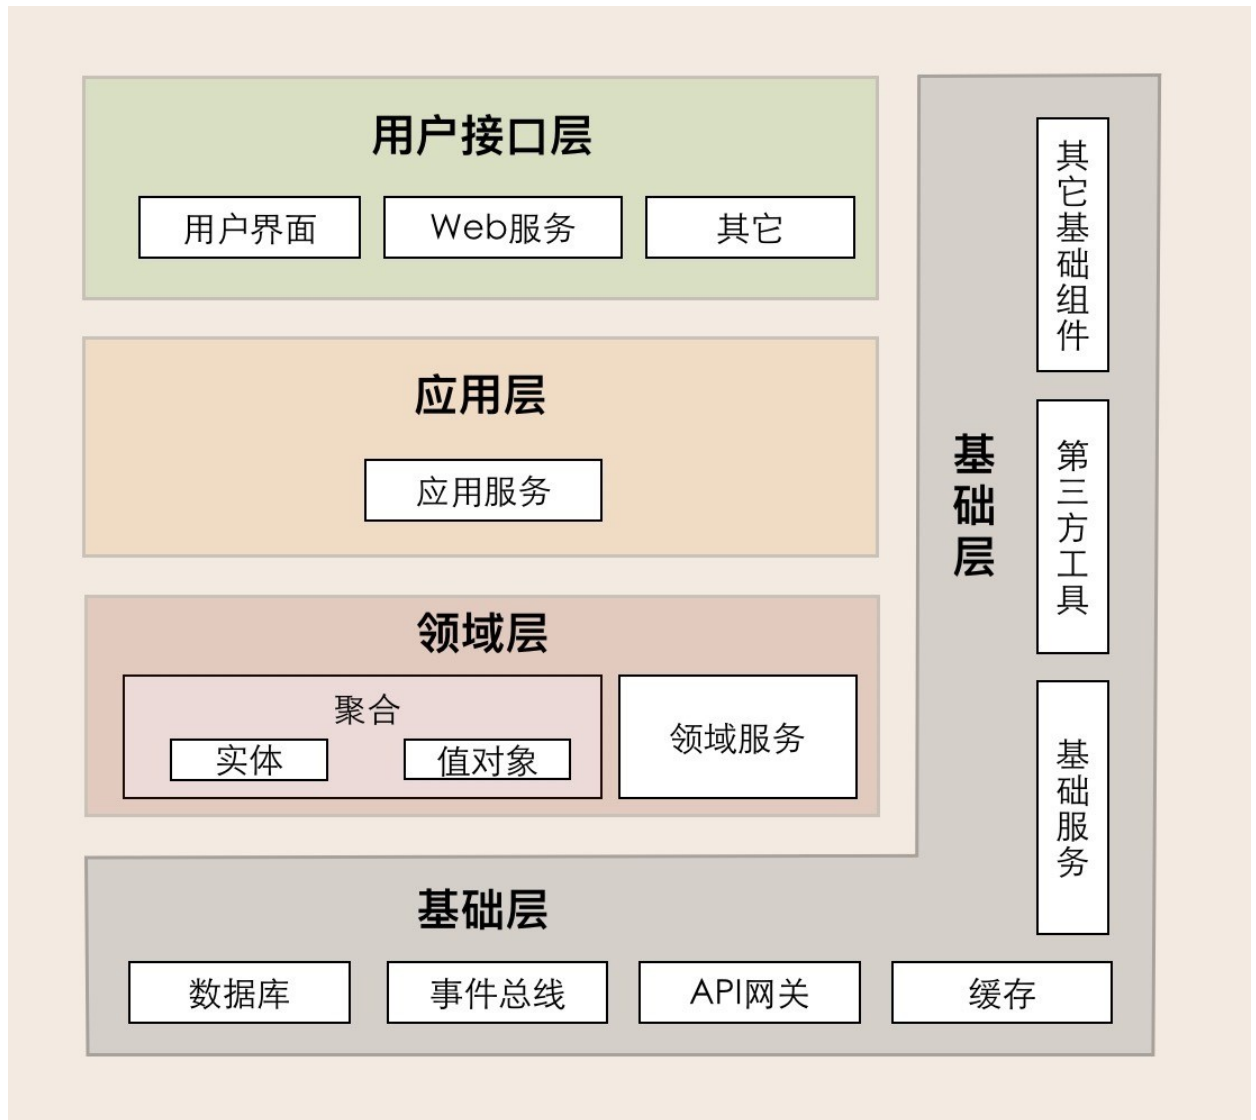 用户接口层
用户界面
Web服务
其它
应用层
应用服务
领域层
聚合
实体
值对象
领域服务
基础层
数据库
事件总线
API网关
缓存
基础层
其它基础组件
第三方工具
基础服务